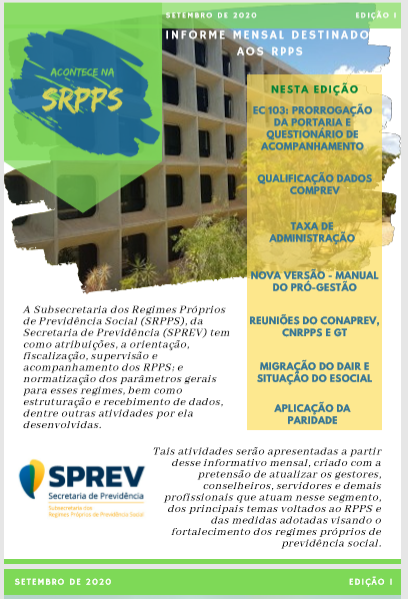 SETEMBRO DE 2020
EDIÇÃO I
INFORME MENSAL DESTINADO
AOS RPPS
ACONTECE NA
SRPPS
NESTA EDIÇÃO
EC 103: PRORROGAÇÃO
DA PORTARIA E
QUESTIONÁRIO DE
ACOMPANHAMENTO
QUALIFICAÇÃO DADOS
COMPREV
TAXA DE
ADMINISTRAÇÃO
NOVA VERSÃO - MANUAL
DO PRÓ-GESTÃO
REUNIÕES DO CONAPREV,
CNRPPS E GT
MIGRAÇÃO DO DAIR E
SITUAÇÃO DO ESOCIAL
APLICAÇÃO DA
PARIDADE
A Subsecretaria dos Regimes Próprios
de Previdência Social (SRPPS), da
Secretaria de Previdência (SPREV) tem
como atribuições, a orientação,
fiscalização, supervisão e
acompanhamento dos RPPS; e
normatização dos parâmetros gerais
para esses regimes, bem como
estruturação e recebimento de dados,
dentre outras atividades por ela
desenvolvidas.
Tais atividades serão apresentadas a partir
desse informativo mensal, criado com a
pretensão de atualizar os gestores,
conselheiros, servidores e demais
profissionais que atuam nesse segmento,
dos principais temas voltados ao RPPS e
das medidas adotadas visando o
fortalecimento dos regimes próprios de
previdência social.
SPREV
Secretaria de Previdência
Subsecretaria dos
Regimes Próprios de Previdência Social
SETEMBRO DE 2020
EDIÇÃO I